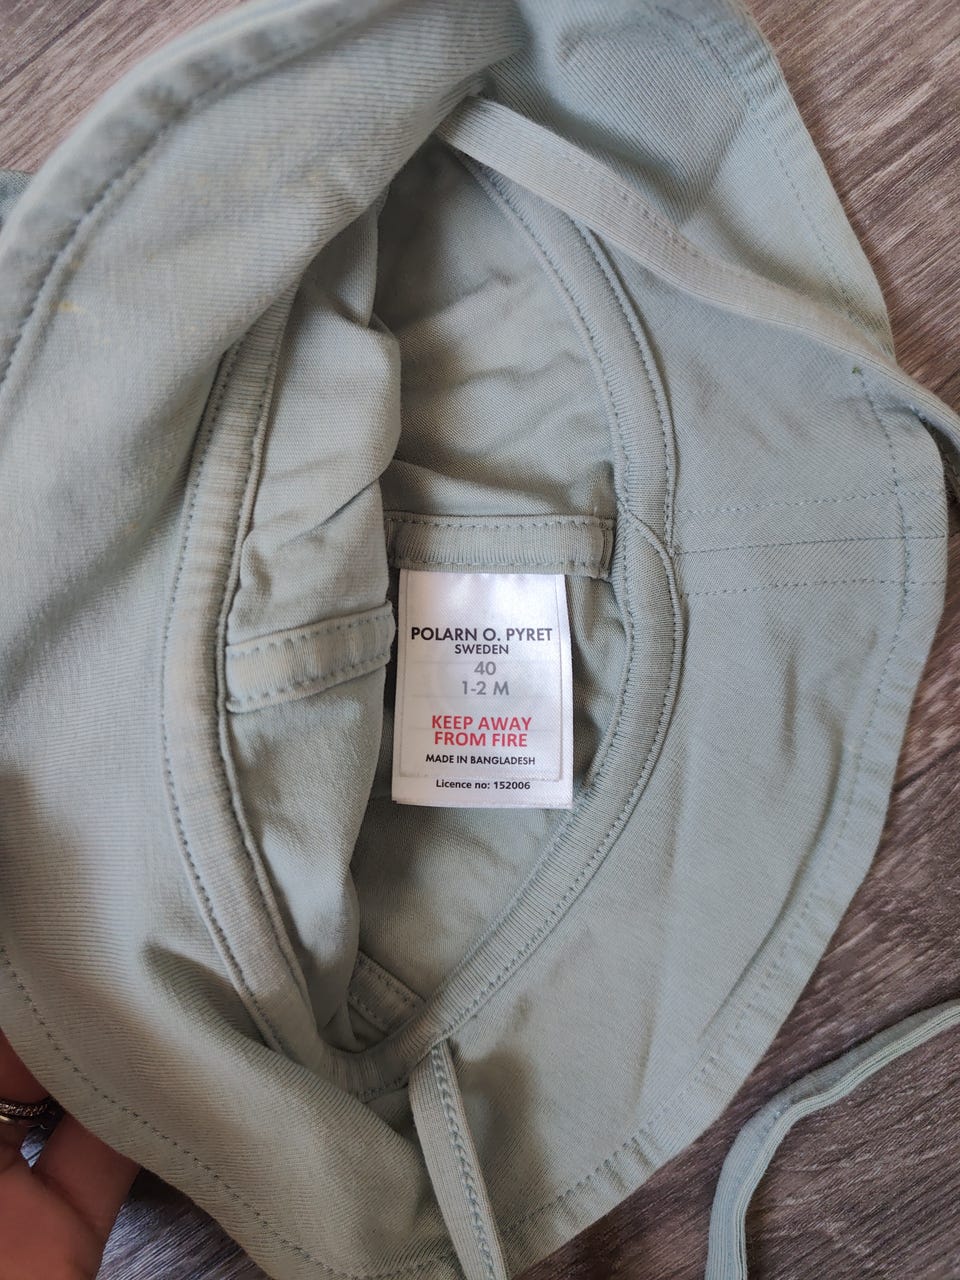 POLARN O. PYRET
SWEDEN
40
1-2 M
KEEP AWAY
FROM FIRE
MADE IN BANGLADESH
Licence no: 152006